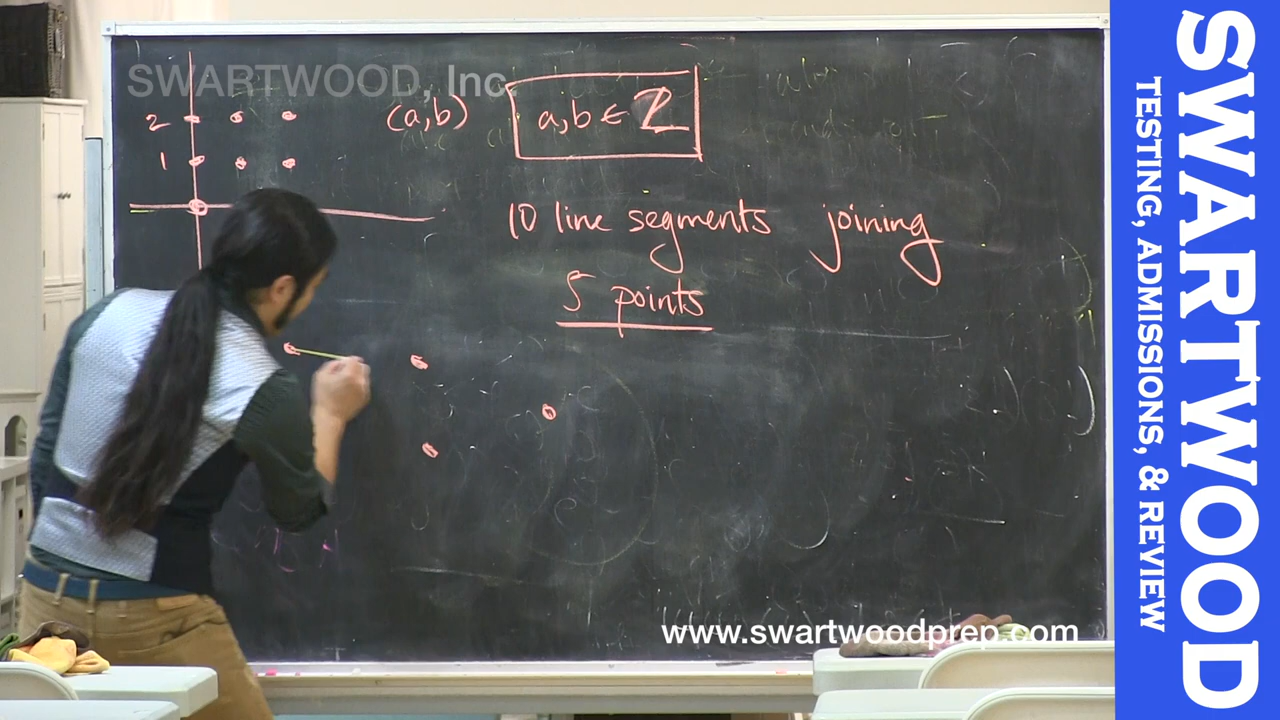 SWARTWOOD, Inc.
2
(a,b)
a,b ∈ ℤ
1
10 line segments joining
5 points
www.swartwoodprep.com
SWARTWOOD
TESTING, ADMISSIONS, & REVIEW